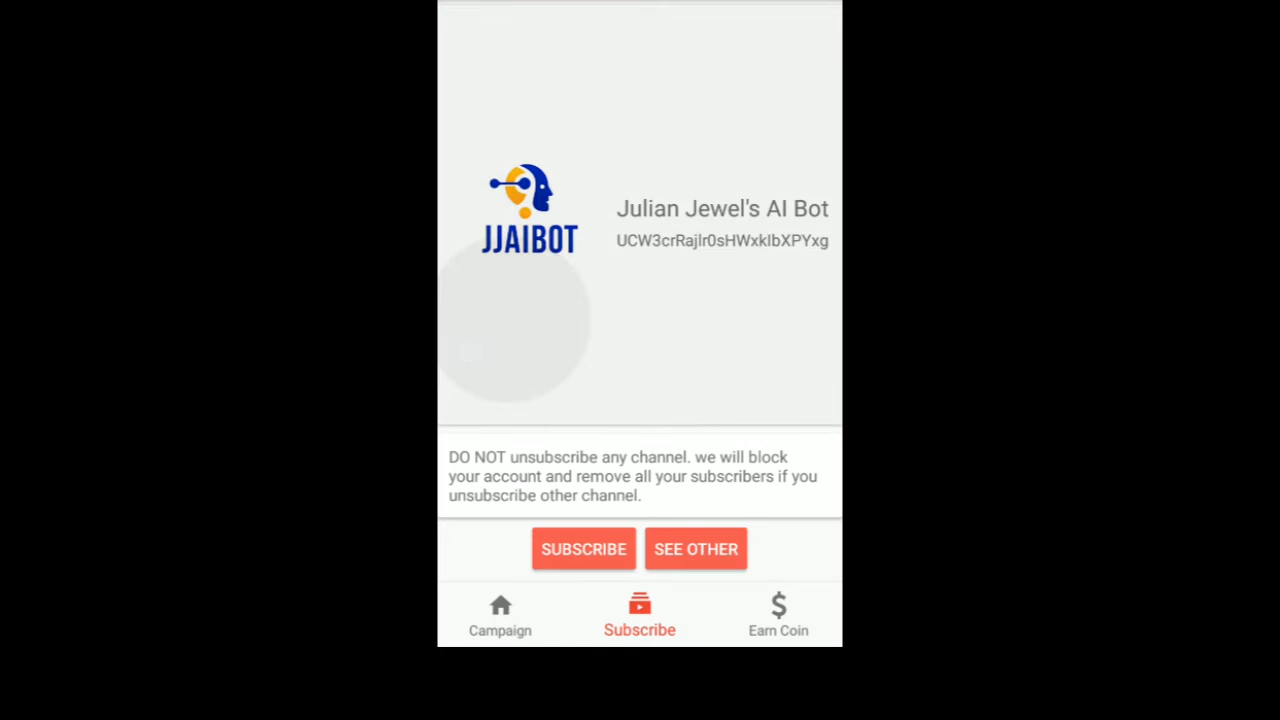 JJAIBOT
Julian Jewel's AI Bot
UCW3crRajlr0sHWxkIbXPYxg
DO NOT unsubscribe any channel. we will block
your account and remove all your subscribers if you
unsubscribe other channel.
SUBSCRIBE
SEE OTHER
Campaign
Subscribe
Earn Coin